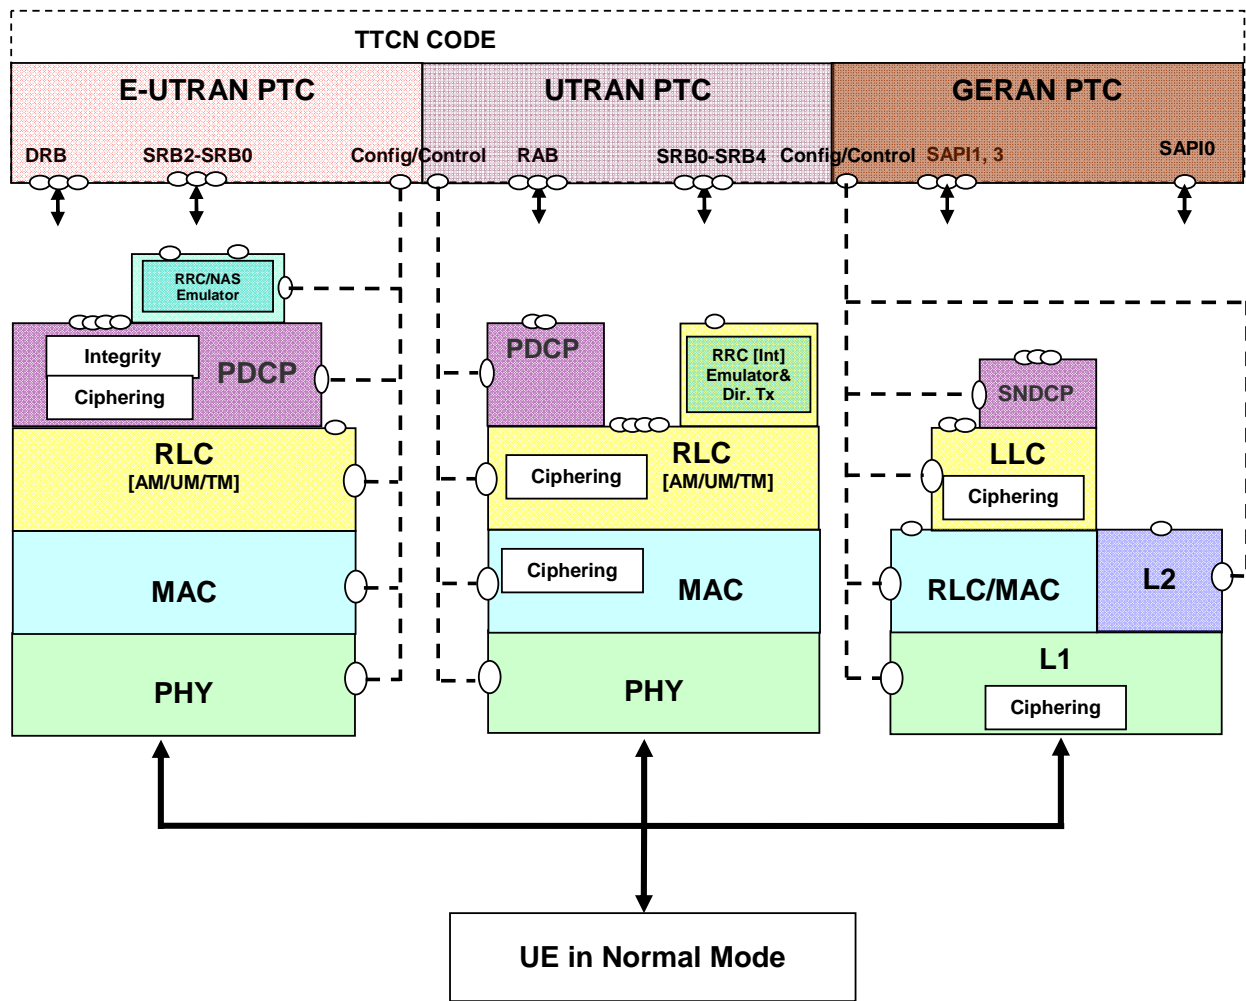 TTCN CODE
E-UTRAN PTC
UTRAN PTC
GERAN PTC
DRB
SRB2-SRB0
Config/Control
RAB
SRB0-SRB4
Config/Control
SAPI1, 3
SAPI0
RRC/NAS
Emulator
Integrity
Ciphering
PDCP
RLC
[AM/UM/TM]
MAC
PHY
PDCP
RRC [Int]
Emulator&
Dir. Tx
Ciphering
RLC
[AM/UM/TM]
Ciphering
MAC
PHY
SNDCP
LLC
Ciphering
RLC/MAC
L2
L1
Ciphering
UE in Normal Mode